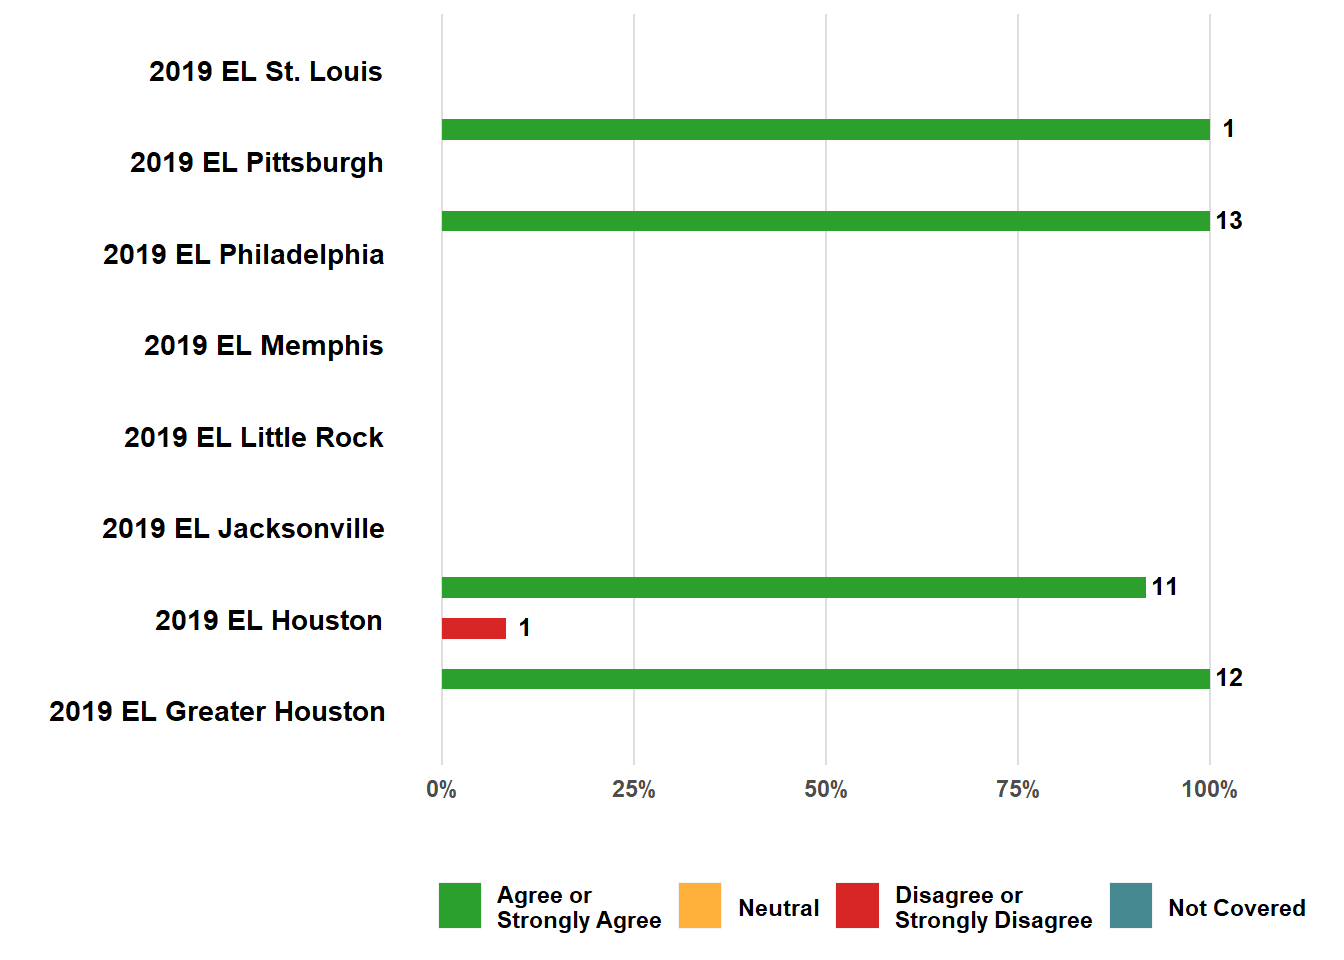 2019 EL St. Louis
1
2019 EL Pittsburgh
13
2019 EL Philadelphia
2019 EL Memphis
2019 EL Little Rock
2019 EL Jacksonville
11
2019 EL Houston
1
12
2019 EL Greater Houston
0% 25% 50% 75% 100%
Agree or
Strongly Agree
Neutral
Disagree or
Strongly Disagree
Not Covered